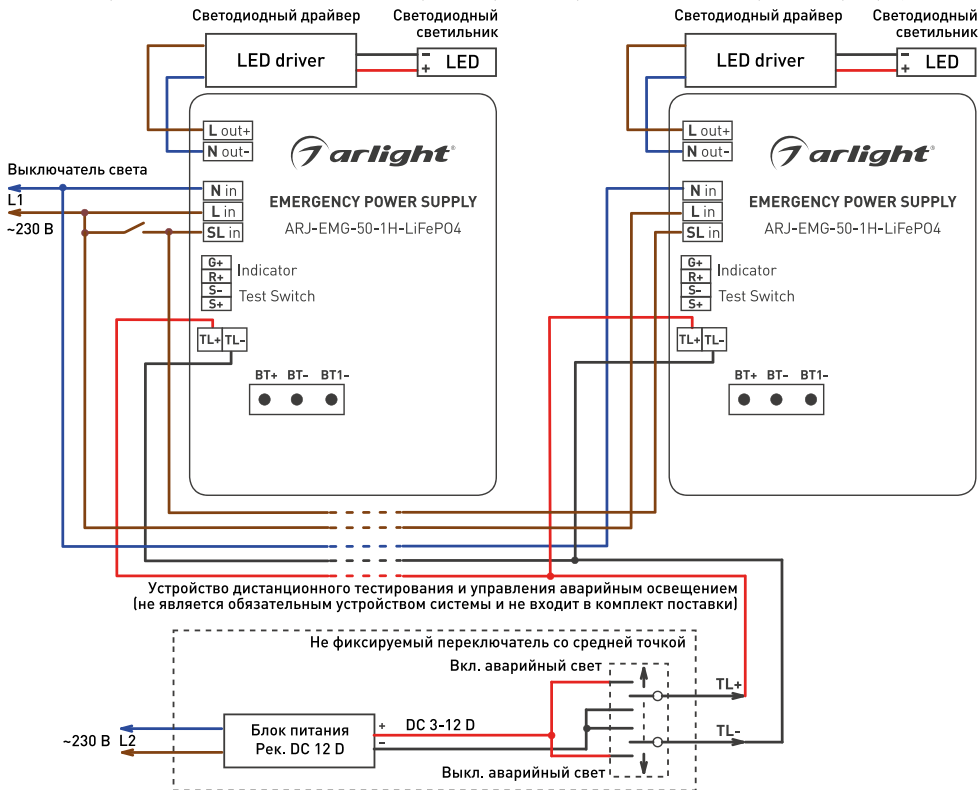 Светодиодный драйвер
Светодиодный
светильник
LED driver
–
+
LED
L out+
N out-
arlight®
Выключатель света
N in
L1
L in
~230 В
SL in
EMERGENCY POWER SUPPLY
ARJ-EMG-50-1H-LiFePO4
G+
R+
Indicator
S-
S+
Test Switch
TL+
TL-
BT+ BT- BT1-
Светодиодный драйвер
Светодиодный
светильник
LED driver
–
+
LED
L out+
N out-
arlight®
N in
L in
SL in
EMERGENCY POWER SUPPLY
ARJ-EMG-50-1H-LiFePO4
G+
R+
Indicator
S-
S+
Test Switch
TL+
TL-
BT+ BT- BT1-
Устройство дистанционного тестирования и управления аварийным освещением
(не является обязательным устройством системы и не входит в комплект поставки)
Не фиксируемый переключатель со средней точкой
Вкл. аварийный свет
TL+
~230 В L2
Блок питания
Рек. DC 12 D
+
–
DC 3-12 D
TL-
Выкл. аварийный свет